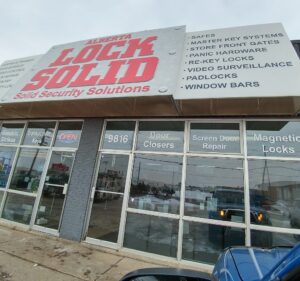 ALBERTA
LOCK
SOLID
Solid Security Solutions
- SAFES
- MASTER KEY SYSTEMS
- STORE FRONT GATES
- PANIC HARDWARE
- RE-KEY LOCKS
- VIDEO SURVEILLANCE
- PADLOCKS
- WINDOW BARS
OPEN
9816
Door
Closers
Screen Door
Repair
Magnetic
Locks